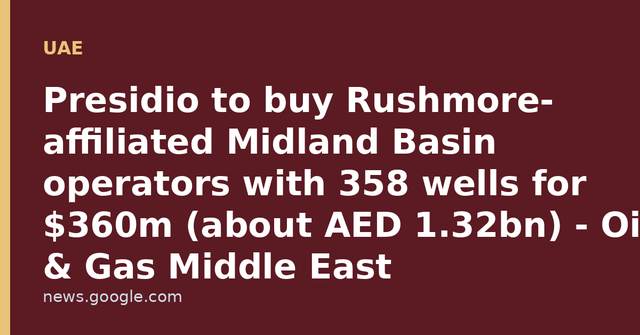 UAE
Presidio to buy Rushmore-
affiliated Midland Basin
operators with 358 wells for
$360m (about AED 1.32bn) - Oi
& Gas Middle East
news.google.com